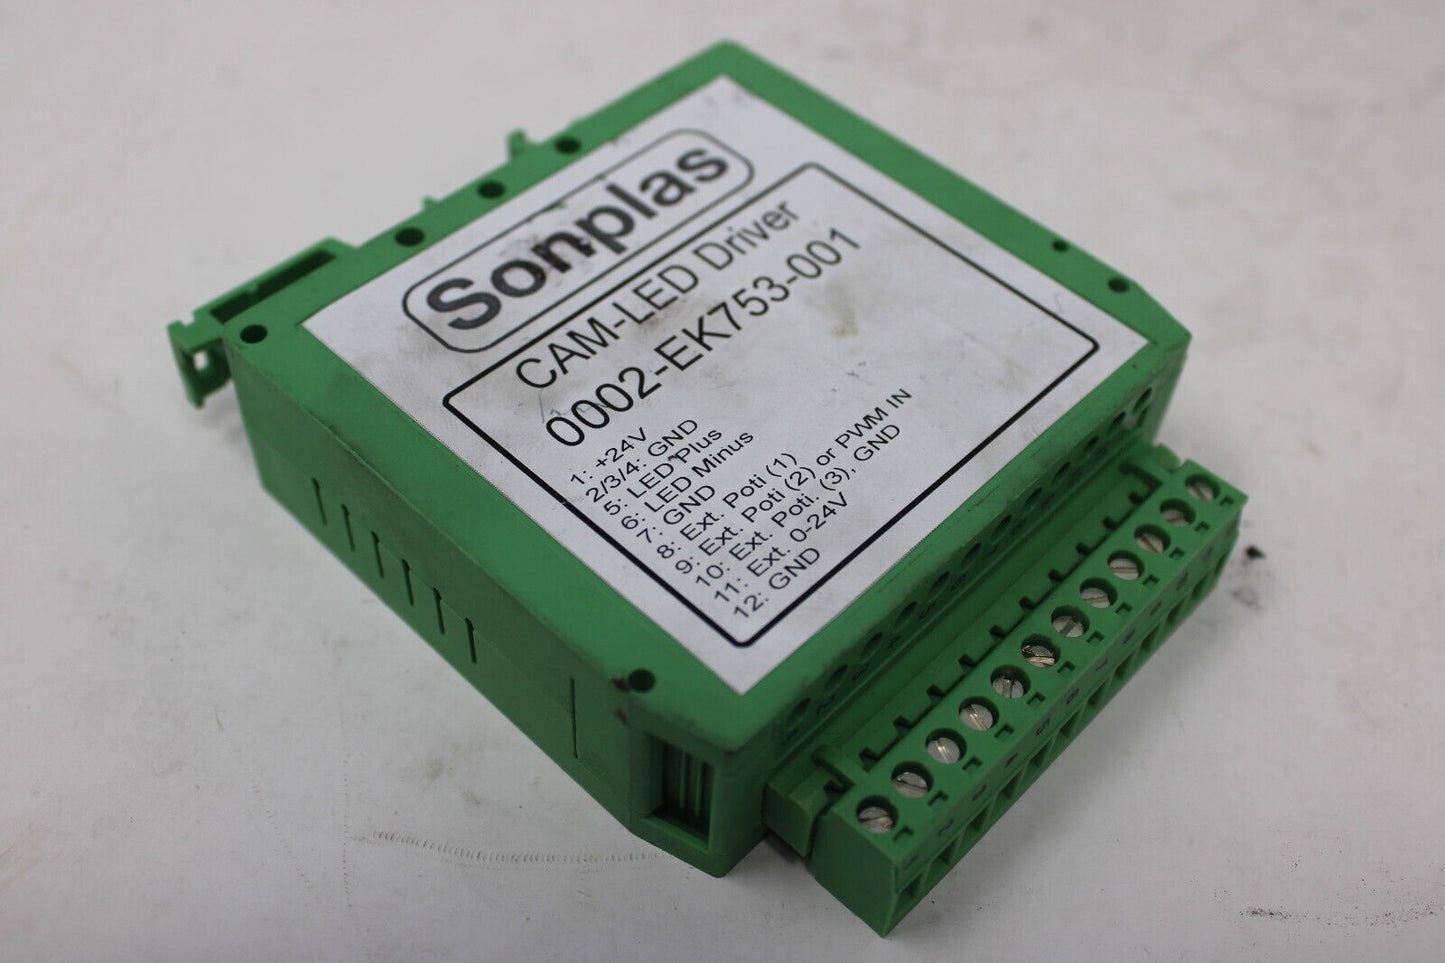 Sonplas
CAM-LED Driver
0002-EK753-001
1: +24V
2/3/4: GND
5: LED Plus
6: LED Minus
7: GND
8: Ext. Poti (1)
9: Ext. Poti (2) or PWM IN
10: Ext. Poti. (3), GND
11: Ext. 0-24V
12: GND